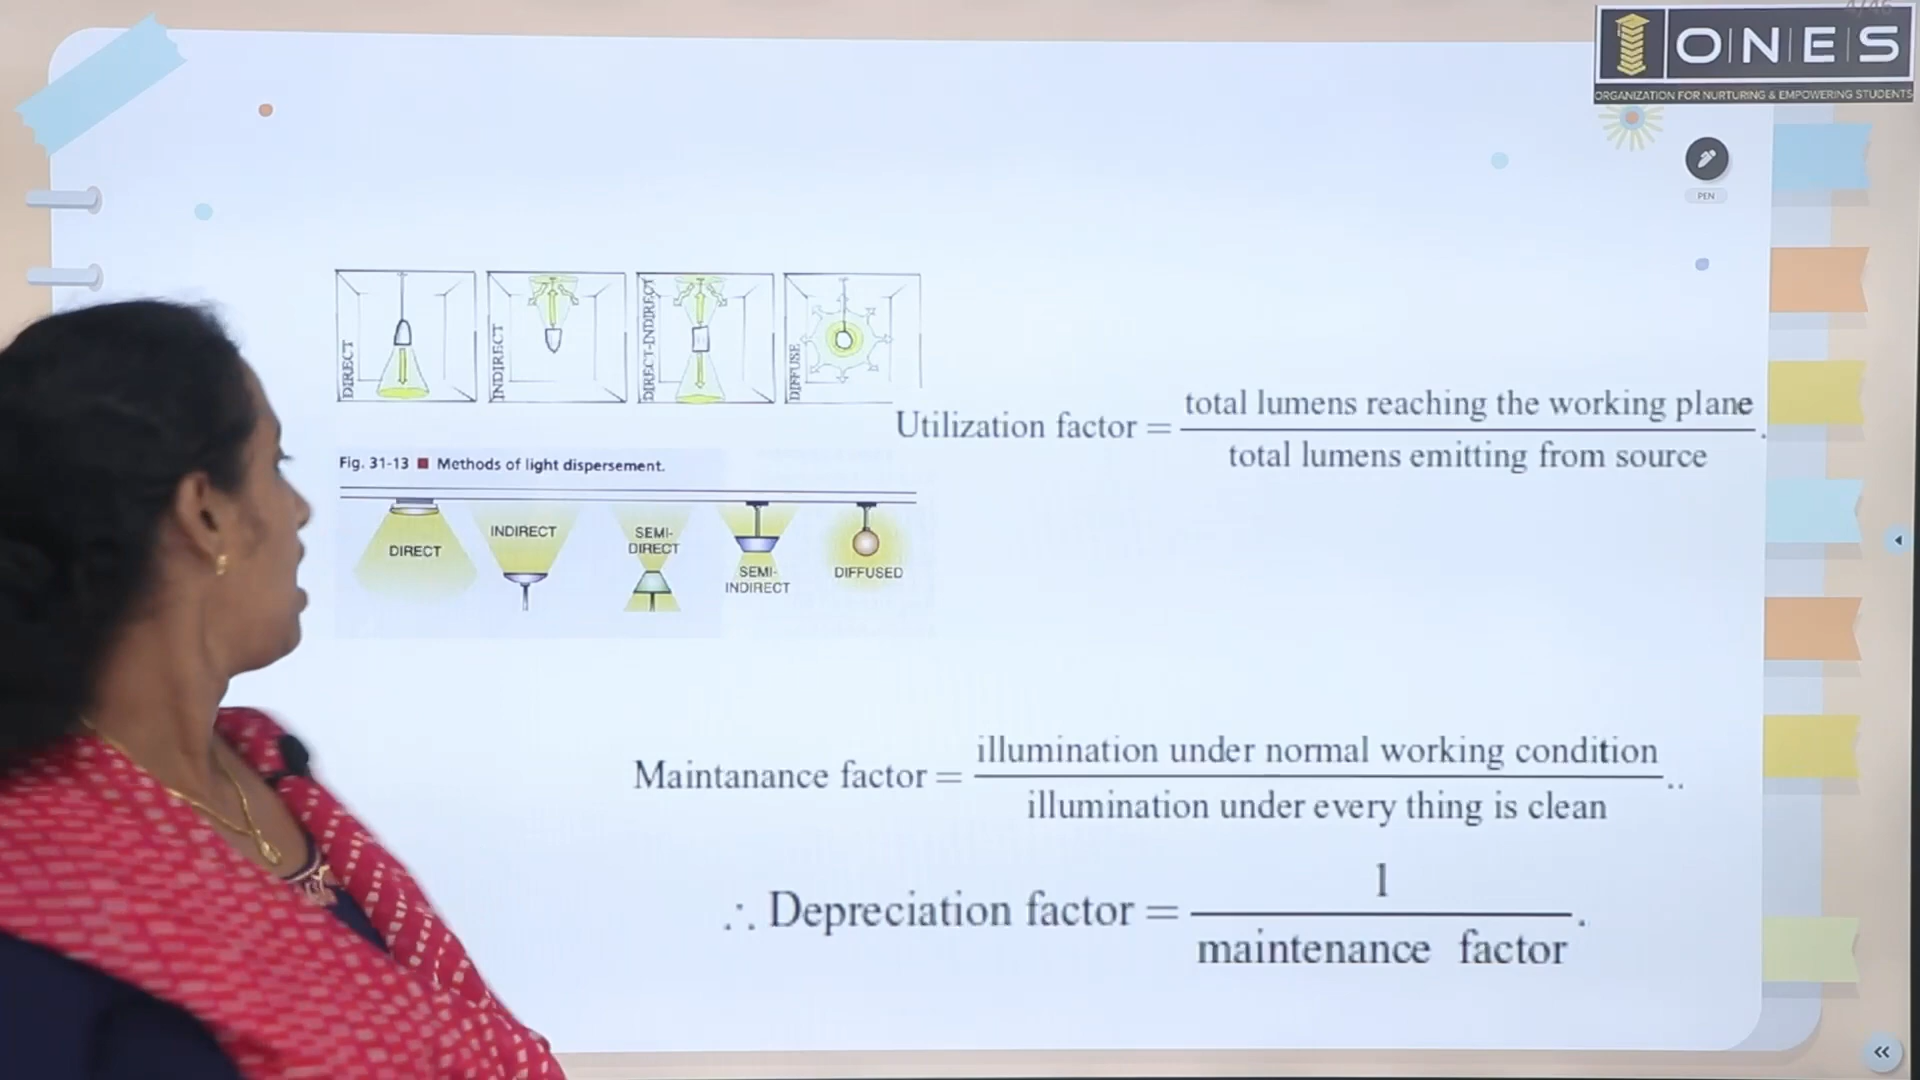 4/46
ONES
ORGANIZATION FOR NURTURING & EMPOWERING STUDENTS
PEN
DIRECT
INDIRECT
DIRECT-INDIRECT
DIFFUSE
Fig. 31-13 ■ Methods of light dispersement.
DIRECT
INDIRECT
SEMI-
DIRECT
SEMI-
INDIRECT
DIFFUSED
Utilization factor = total lumens reaching the working plane
total lumens emitting from source .
Maintanance factor = illumination under normal working condition
illumination under every thing is clean ..
∴ Depreciation factor = 1
maintenance factor .